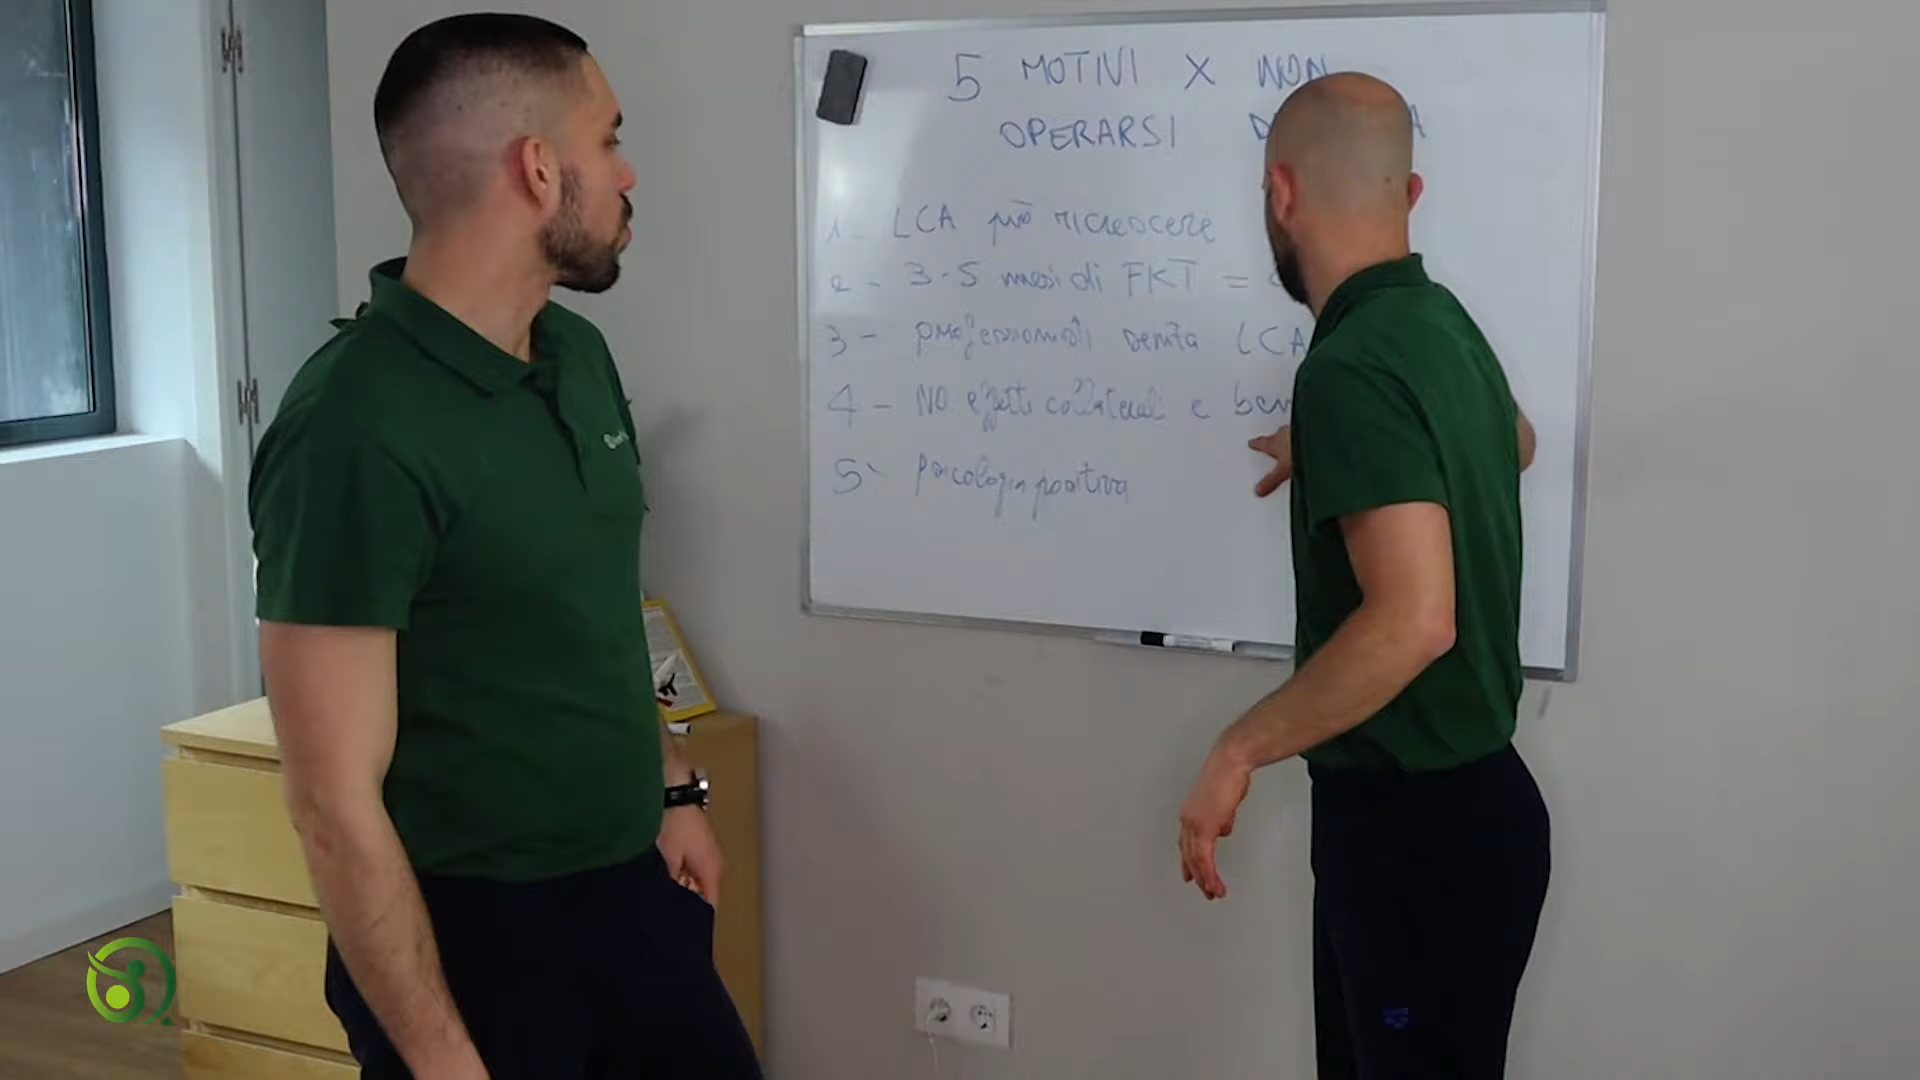 5 MOTIVI X NON
OPERARSI
1- LCA può ricrescere
2- 3-5 mesi di FKT =
3- professionisti senza LCA
4- NO effetti collaterali e
5- psicologia positiva